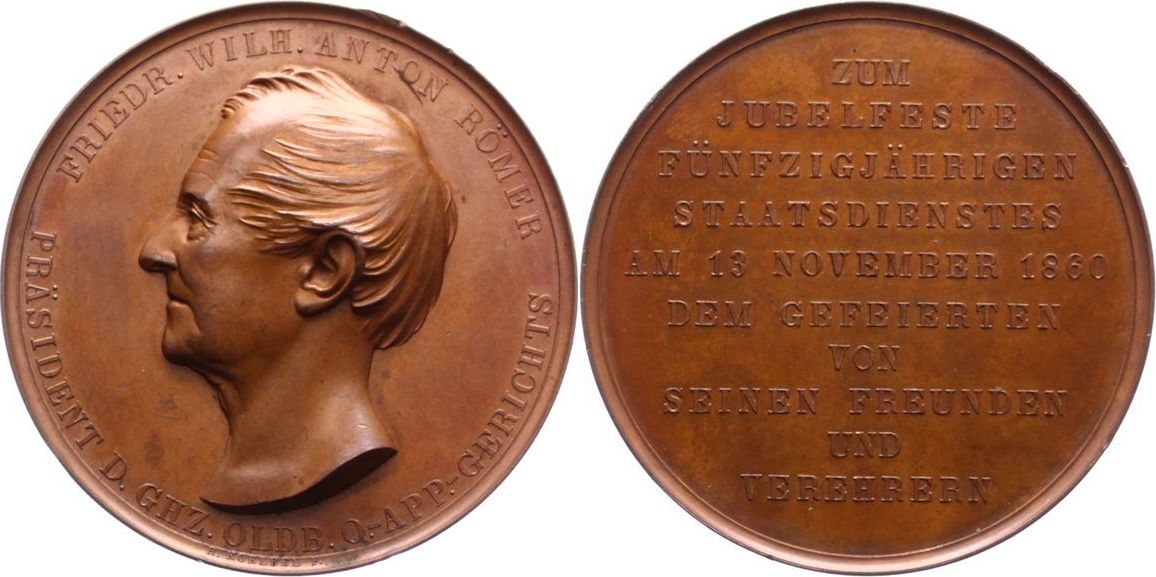 FRIEDR. WILH. ANTON RÖMER
PRÄSIDENT D. GHZ. OLDB. O.-APP.-GERICHTS
ZUM
JUBELFESTE
FÜNFZIGJÄHRIGEN
STAATSDIENSTES
AM 13 NOVEMBER 1860
DEM GEFEIERTEN
VON
SEINEN FREUNDEN
UND
VEREHRERN